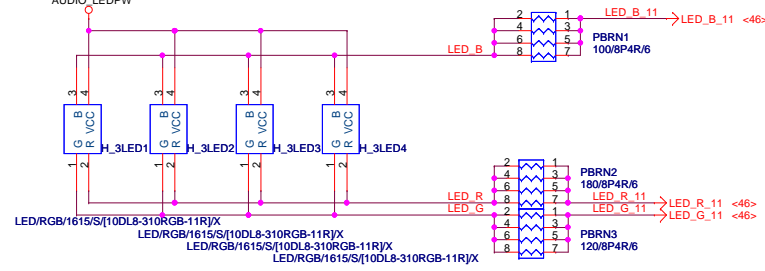 AUDIO_LEDPW
LED_B
2 1
4 3
6 5
8 7
LED_B_11
LED_B_11 <46>
PBRN1
100/8P4R/6
3 4 3 4 3 4 3 4
B VCC B VCC B VCC B VCC
G R G R G R G R
H_3LED1 H_3LED2 H_3LED3 H_3LED4
1 2 1 2 1 2 1 2
LED_R
2 1
4 3
6 5
8 7
PBRN2
180/8P4R/6
LED_R_11
LED_R_11 <46>
LED_G
2 1
4 3
6 5
8 7
LED_G_11
LED_G_11 <46>
PBRN3
120/8P4R/6
LED/RGB/1615/S/[10DL8-310RGB-11R]/X
LED/RGB/1615/S/[10DL8-310RGB-11R]/X
LED/RGB/1615/S/[10DL8-310RGB-11R]/X
LED/RGB/1615/S/[10DL8-310RGB-11R]/X